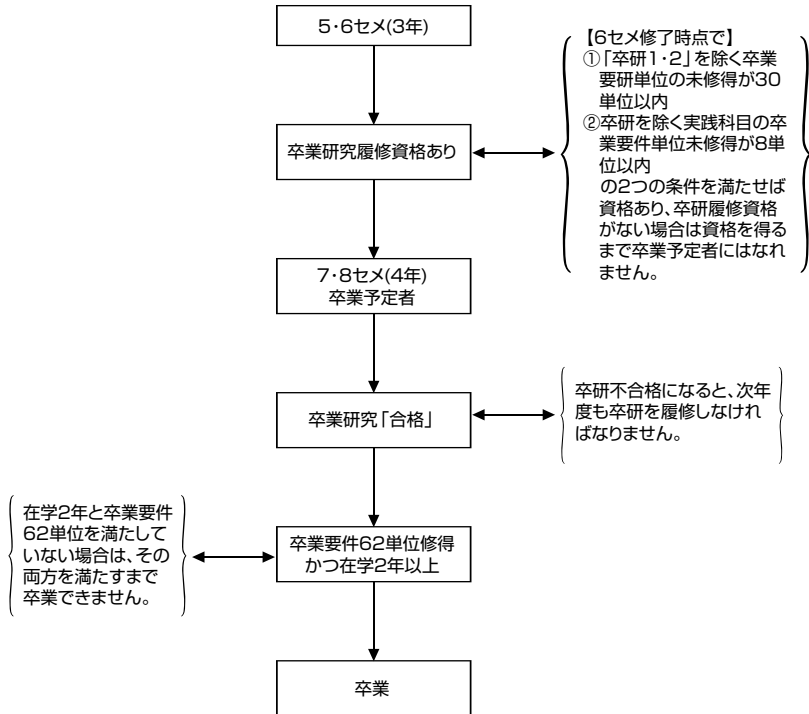 5・6セメ(3年)
【6セメ修了時点で】
①「卒研1・2」を除く卒業
要研単位の未修得が30
単位以内
②卒研を除く実践科目の卒
業要件単位未修得が8単
位以内
の2つの条件を満たせば
資格あり、卒研履修資格
がない場合は資格を得る
まで卒業予定者にはなれ
ません。
卒業研究履修資格あり
7・8セメ(4年)
卒業予定者
卒業研究「合格」
卒研不合格になると、次年
度も卒研を履修しなけれ
ばなりません。
在学2年と卒業要件
62単位を満たして
いない場合は、その
両方を満たすまで
卒業できません。
卒業要件62単位修得
かつ在学2年以上
卒業